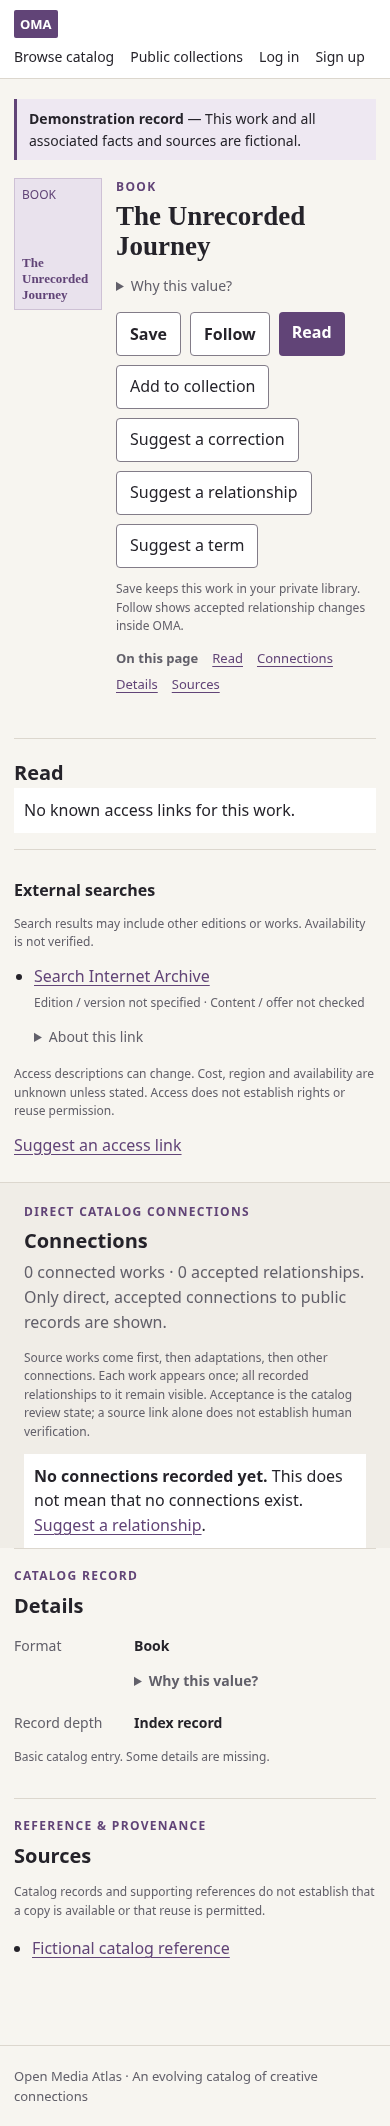 OMA
Browse catalog Public collections Log in Sign up
Demonstration record — This work and all
associated facts and sources are fictional.
BOOK
The
Unrecorded
Journey
BOOK
The Unrecorded
Journey
Why this value?
Save Follow Read
Add to collection
Suggest a correction
Suggest a relationship
Suggest a term
Save keeps this work in your private library.
Follow shows accepted relationship changes
inside OMA.
On this page Read Connections
Details Sources
Read
No known access links for this work.
External searches
Search results may include other editions or works. Availability
is not verified.
Search Internet Archive
Edition / version not specified · Content / offer not checked
About this link
Access descriptions can change. Cost, region and availability are
unknown unless stated. Access does not establish rights or
reuse permission.
Suggest an access link
DIRECT CATALOG CONNECTIONS
Connections
0 connected works · 0 accepted relationships.
Only direct, accepted connections to public
records are shown.
Source works come first, then adaptations, then other
connections. Each work appears once; all recorded
relationships to it remain visible. Acceptance is the catalog
review state; a source link alone does not establish human
verification.
No connections recorded yet. This does
not mean that no connections exist.
Suggest a relationship.
CATALOG RECORD
Details
Format Book
Why this value?
Record depth Index record
Basic catalog entry. Some details are missing.
REFERENCE & PROVENANCE
Sources
Catalog records and supporting references do not establish that
a copy is available or that reuse is permitted.
Fictional catalog reference
Open Media Atlas · An evolving catalog of creative
connections